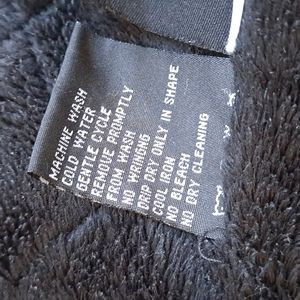 MACHINE WASH
COLD WATER
GENTLE CYCLE
REMOVE PROMPTLY
FROM WASH
NO WRINING
DRIP DRY ONLY IN SHAPE
COOL IRON
NO BLEACH
NO DRY CLEANING